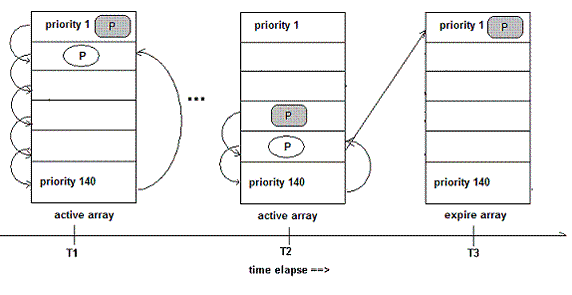 priority 1 P
P
priority 140
active array
...
priority 1
P
P
priority 140
active array
priority 1 P
priority 140
expire array
T1 T2 T3
time elapse ==>